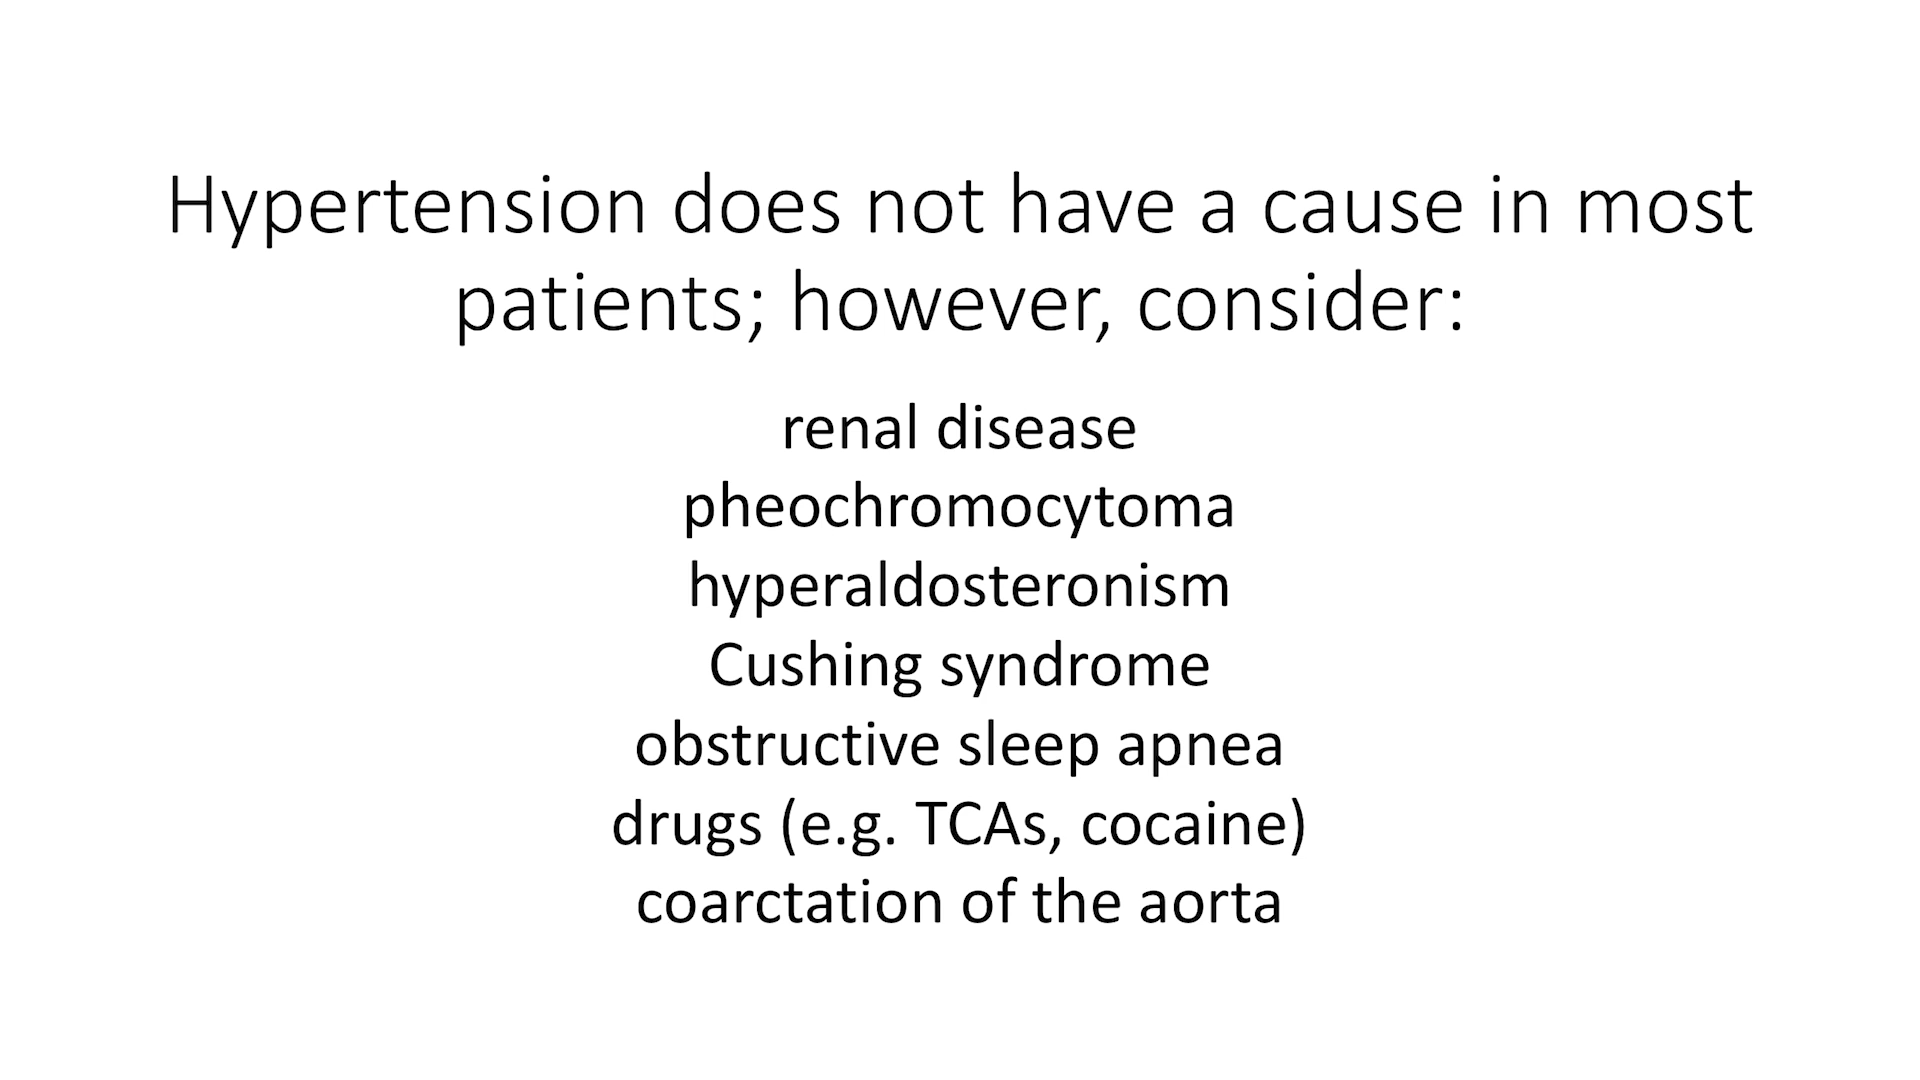 Hypertension does not have a cause in most
patients; however, consider:
renal disease
pheochromocytoma
hyperaldosteronism
Cushing syndrome
obstructive sleep apnea
drugs (e.g. TCAs, cocaine)
coarctation of the aorta